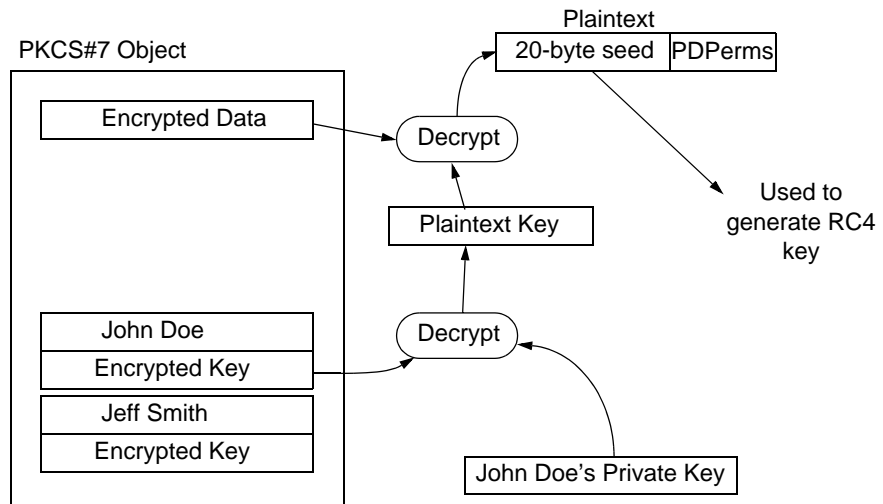 Plaintext
PKCS#7 Object
20-byte seed
PDPerms
Encrypted Data
Decrypt
Used to
generate RC4
key
Plaintext Key
John Doe
Encrypted Key
Decrypt
Jeff Smith
Encrypted Key
John Doe's Private Key